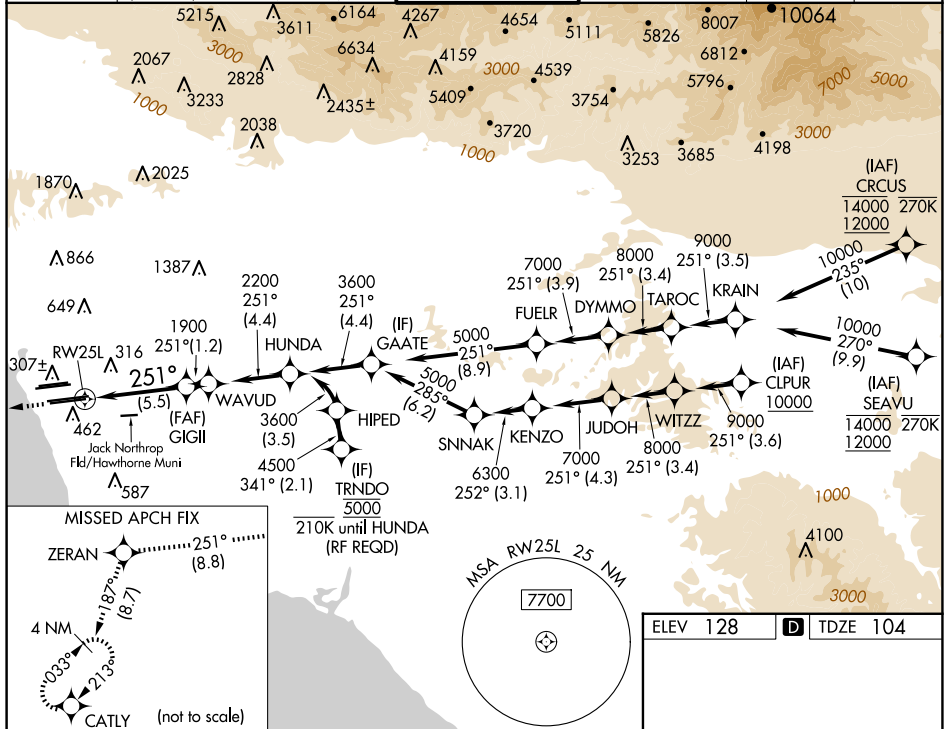 5215
3611
6164
4267
4654
5111
5826
8007
10064
3000
2067
2828
6634
4159
3000
4539
6812
7000
5000
1000
3233
2435±
5409
3754
5796
2038
3720
1000
3253
3685
4198
3000
1870
2025
(IAF)
CRCUS
14000 270K
12000
866
1387
649
2200
251°
(4.4)
3600
251°
(4.4)
(IF)
GAATE
7000
251° (3.9)
8000
251° (3.4)
9000
251° (3.5)
10000
235°
(10)
FUELR
DYMMO
TAROC
KRAIN
1900
251°(1.2)
HUNDA
5000
251°
(8.9)
10000
270°
(9.9)
RW25L
307±
316
251°
(5.5)
(FAF)
GIGII
WAVUD
5000
285°
(6.2)
(IAF)
CLPUR
10000
(IAF)
SEAVU
14000 270K
12000
462
Jack Northrop
Fld/Hawthorne Muni
587
3600
(3.5)
HIPED
SNNAK
KENZO
JUDOH
WITZZ
9000
251° (3.6)
8000
251° (3.4)
7000
251° (4.3)
6300
252° (3.1)
4500
341° (2.1)
(IF)
TRNDO
5000
210K until HUNDA
(RF REQD)
1000
4100
3000
MISSED APCH FIX
ZERAN
251°
(8.8)
187°
(8.7)
4 NM
033°
213°
CATLY
(not to scale)
MSA RW25L 25 NM
7700
ELEV 128
D
TDZE 104